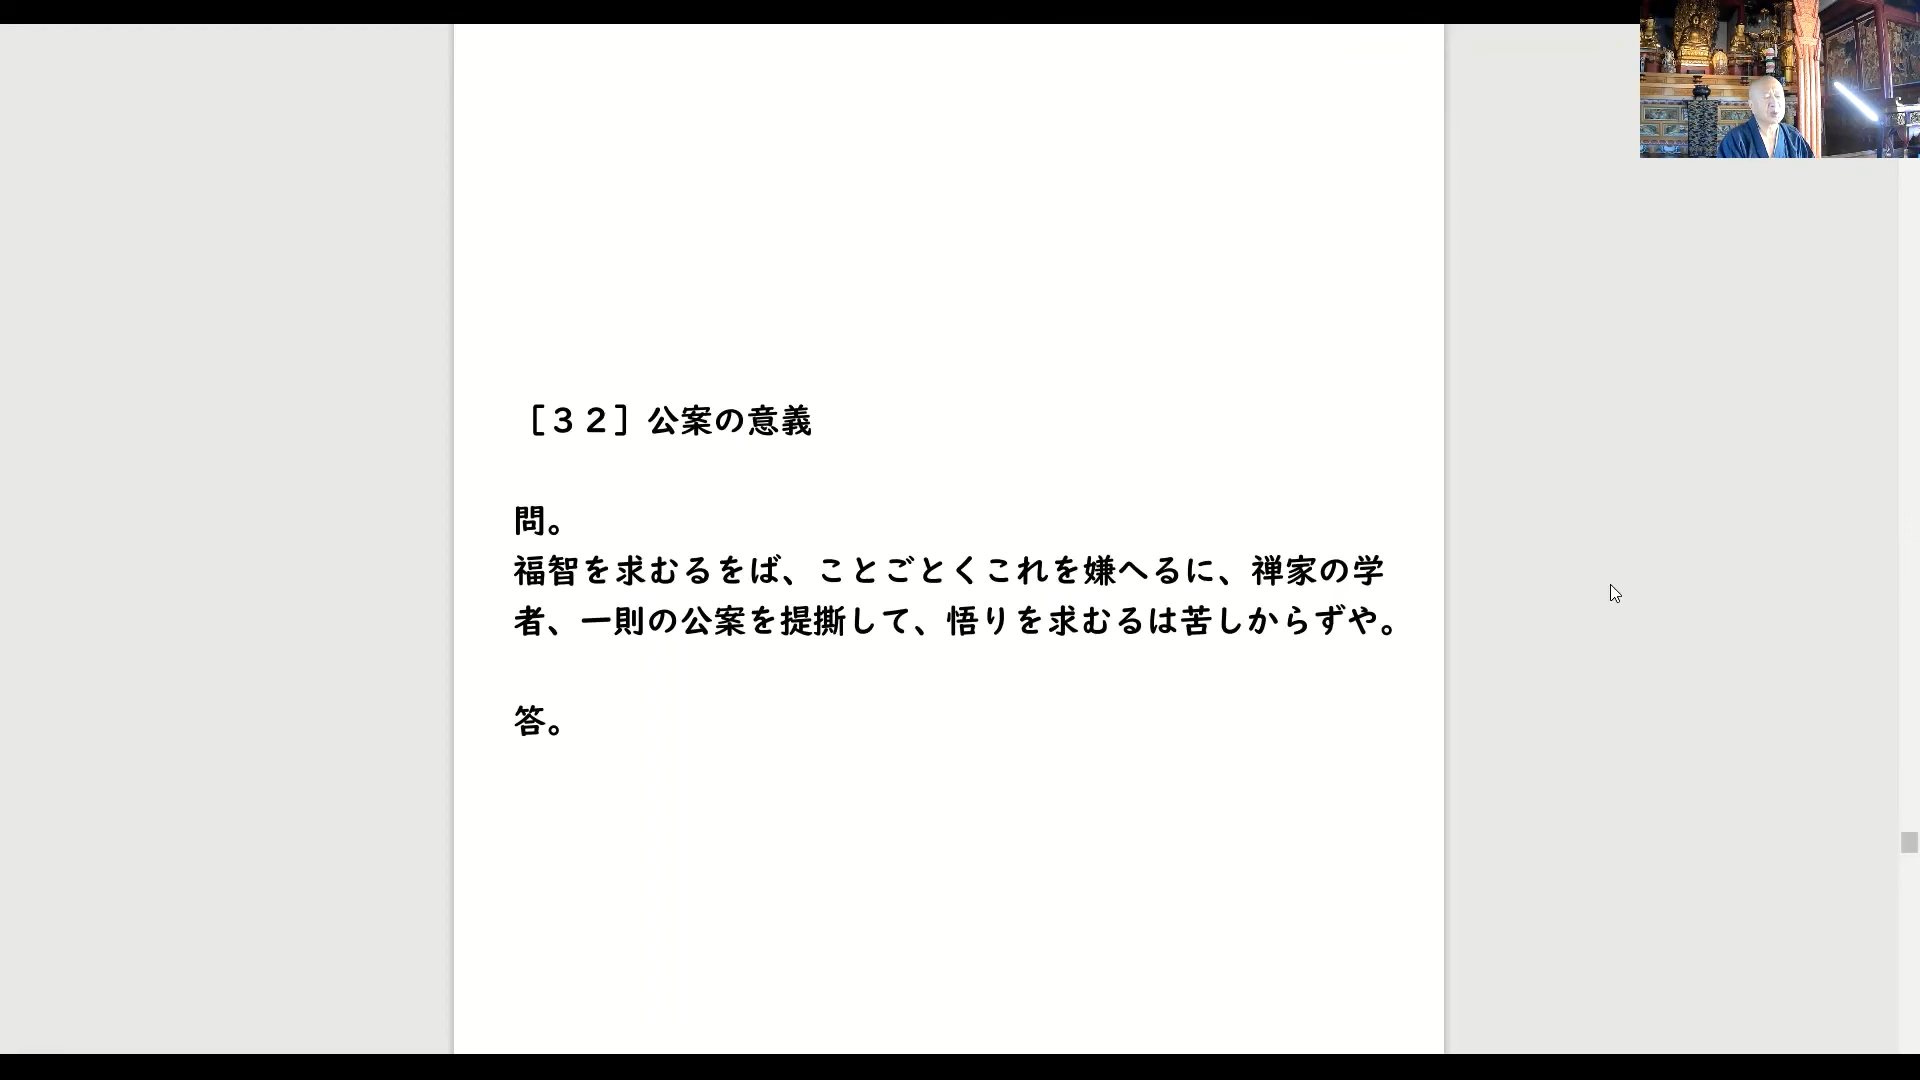 ［３２］公案の意義
問。
福智を求むるをば、ことごとくこれを嫌へるに、禅家の学
者、一則の公案を提撕して、悟りを求むるは苦しからずや。
答。